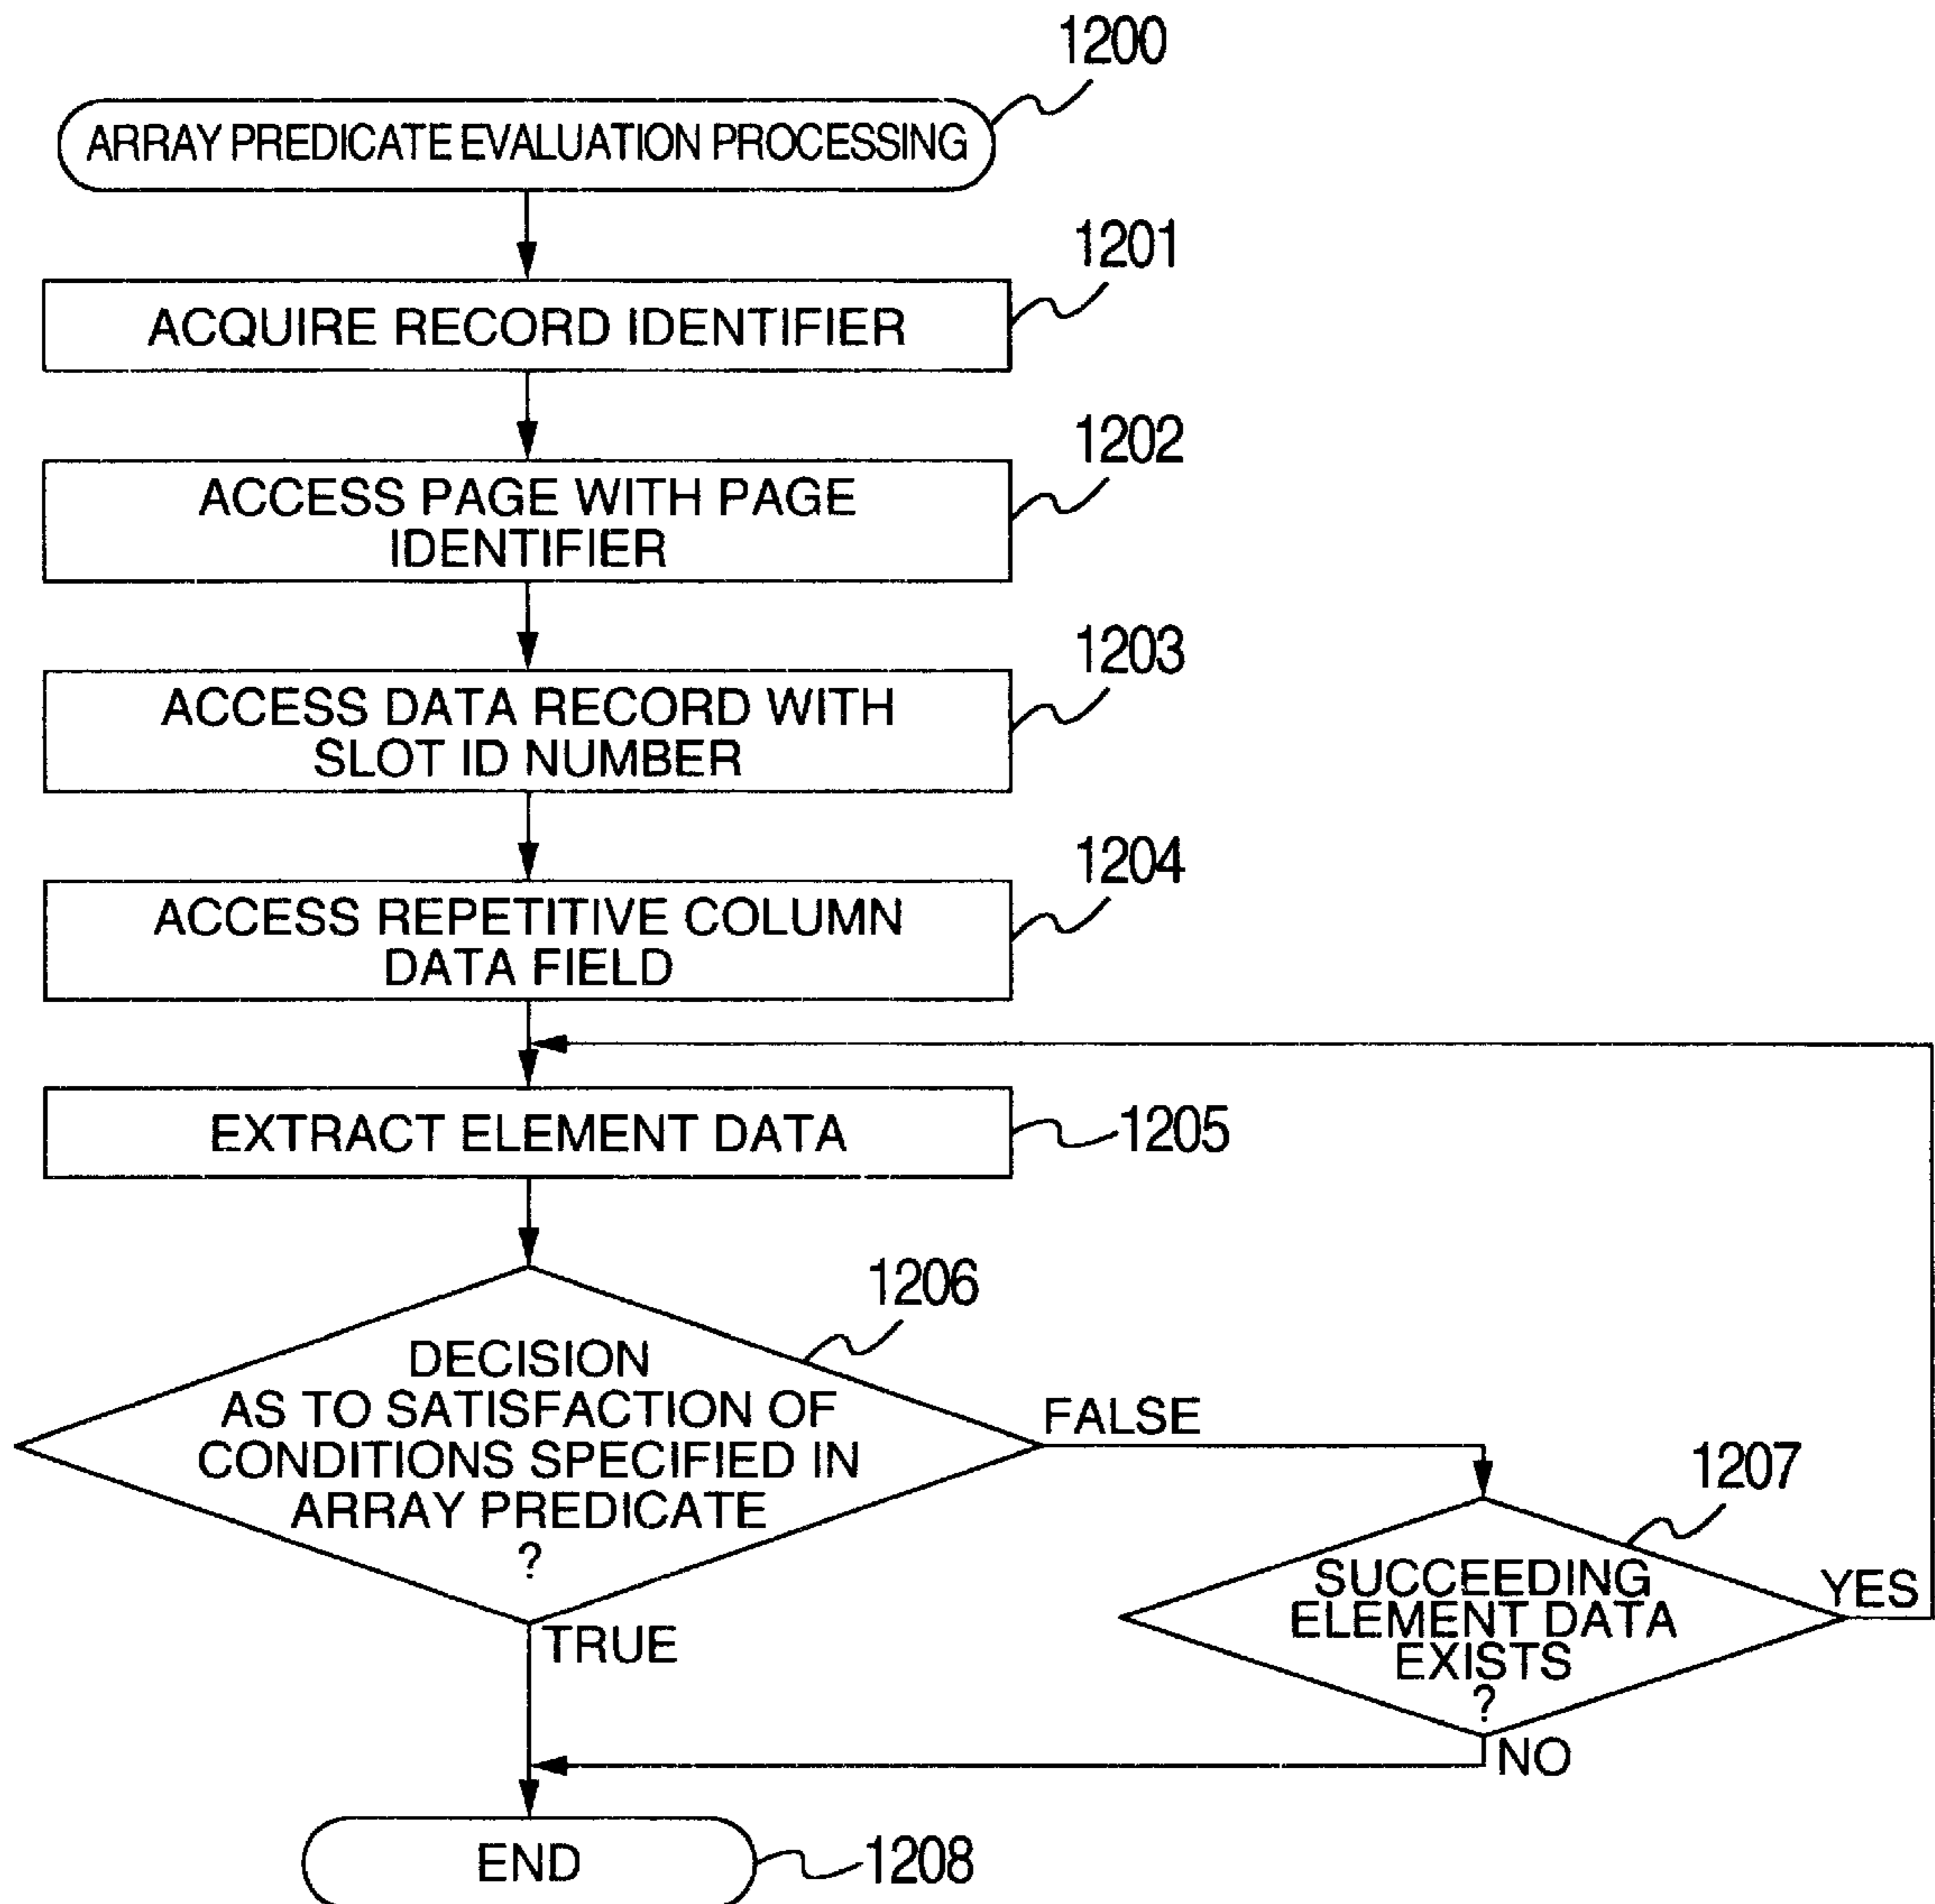 1200
ARRAY PREDICATE EVALUATION PROCESSING
1201
ACQUIRE RECORD IDENTIFIER
1202
ACCESS PAGE WITH PAGE
IDENTIFIER
1203
ACCESS DATA RECORD WITH
SLOT ID NUMBER
1204
ACCESS REPETITIVE COLUMN
DATA FIELD
EXTRACT ELEMENT DATA
1205
1206
DECISION
AS TO SATISFACTION OF
CONDITIONS SPECIFIED IN
ARRAY PREDICATE
?
FALSE
TRUE
1207
SUCCEEDING
ELEMENT DATA
EXISTS
?
YES
NO
END
1208